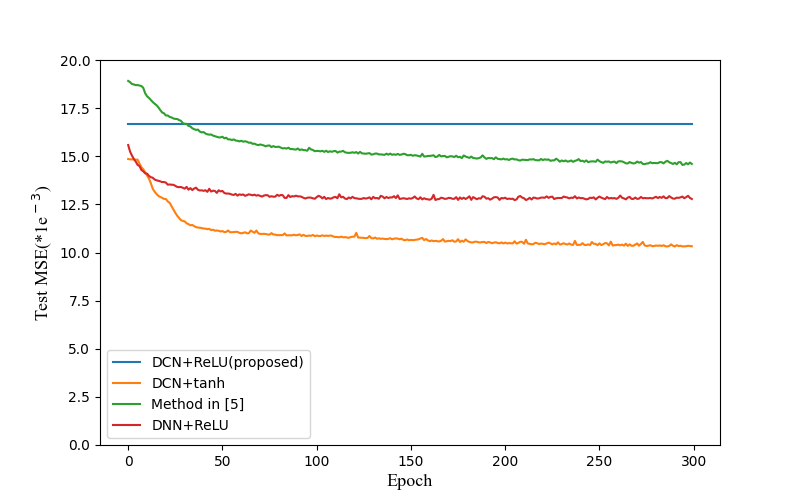 20.0
17.5
15.0
12.5
10.0
7.5
5.0
2.5
0.0
Test MSE(*1e⁻³)
DCN+ReLU(proposed)
DCN+tanh
Method in [5]
DNN+ReLU
0 50 100 150 200 250 300
Epoch